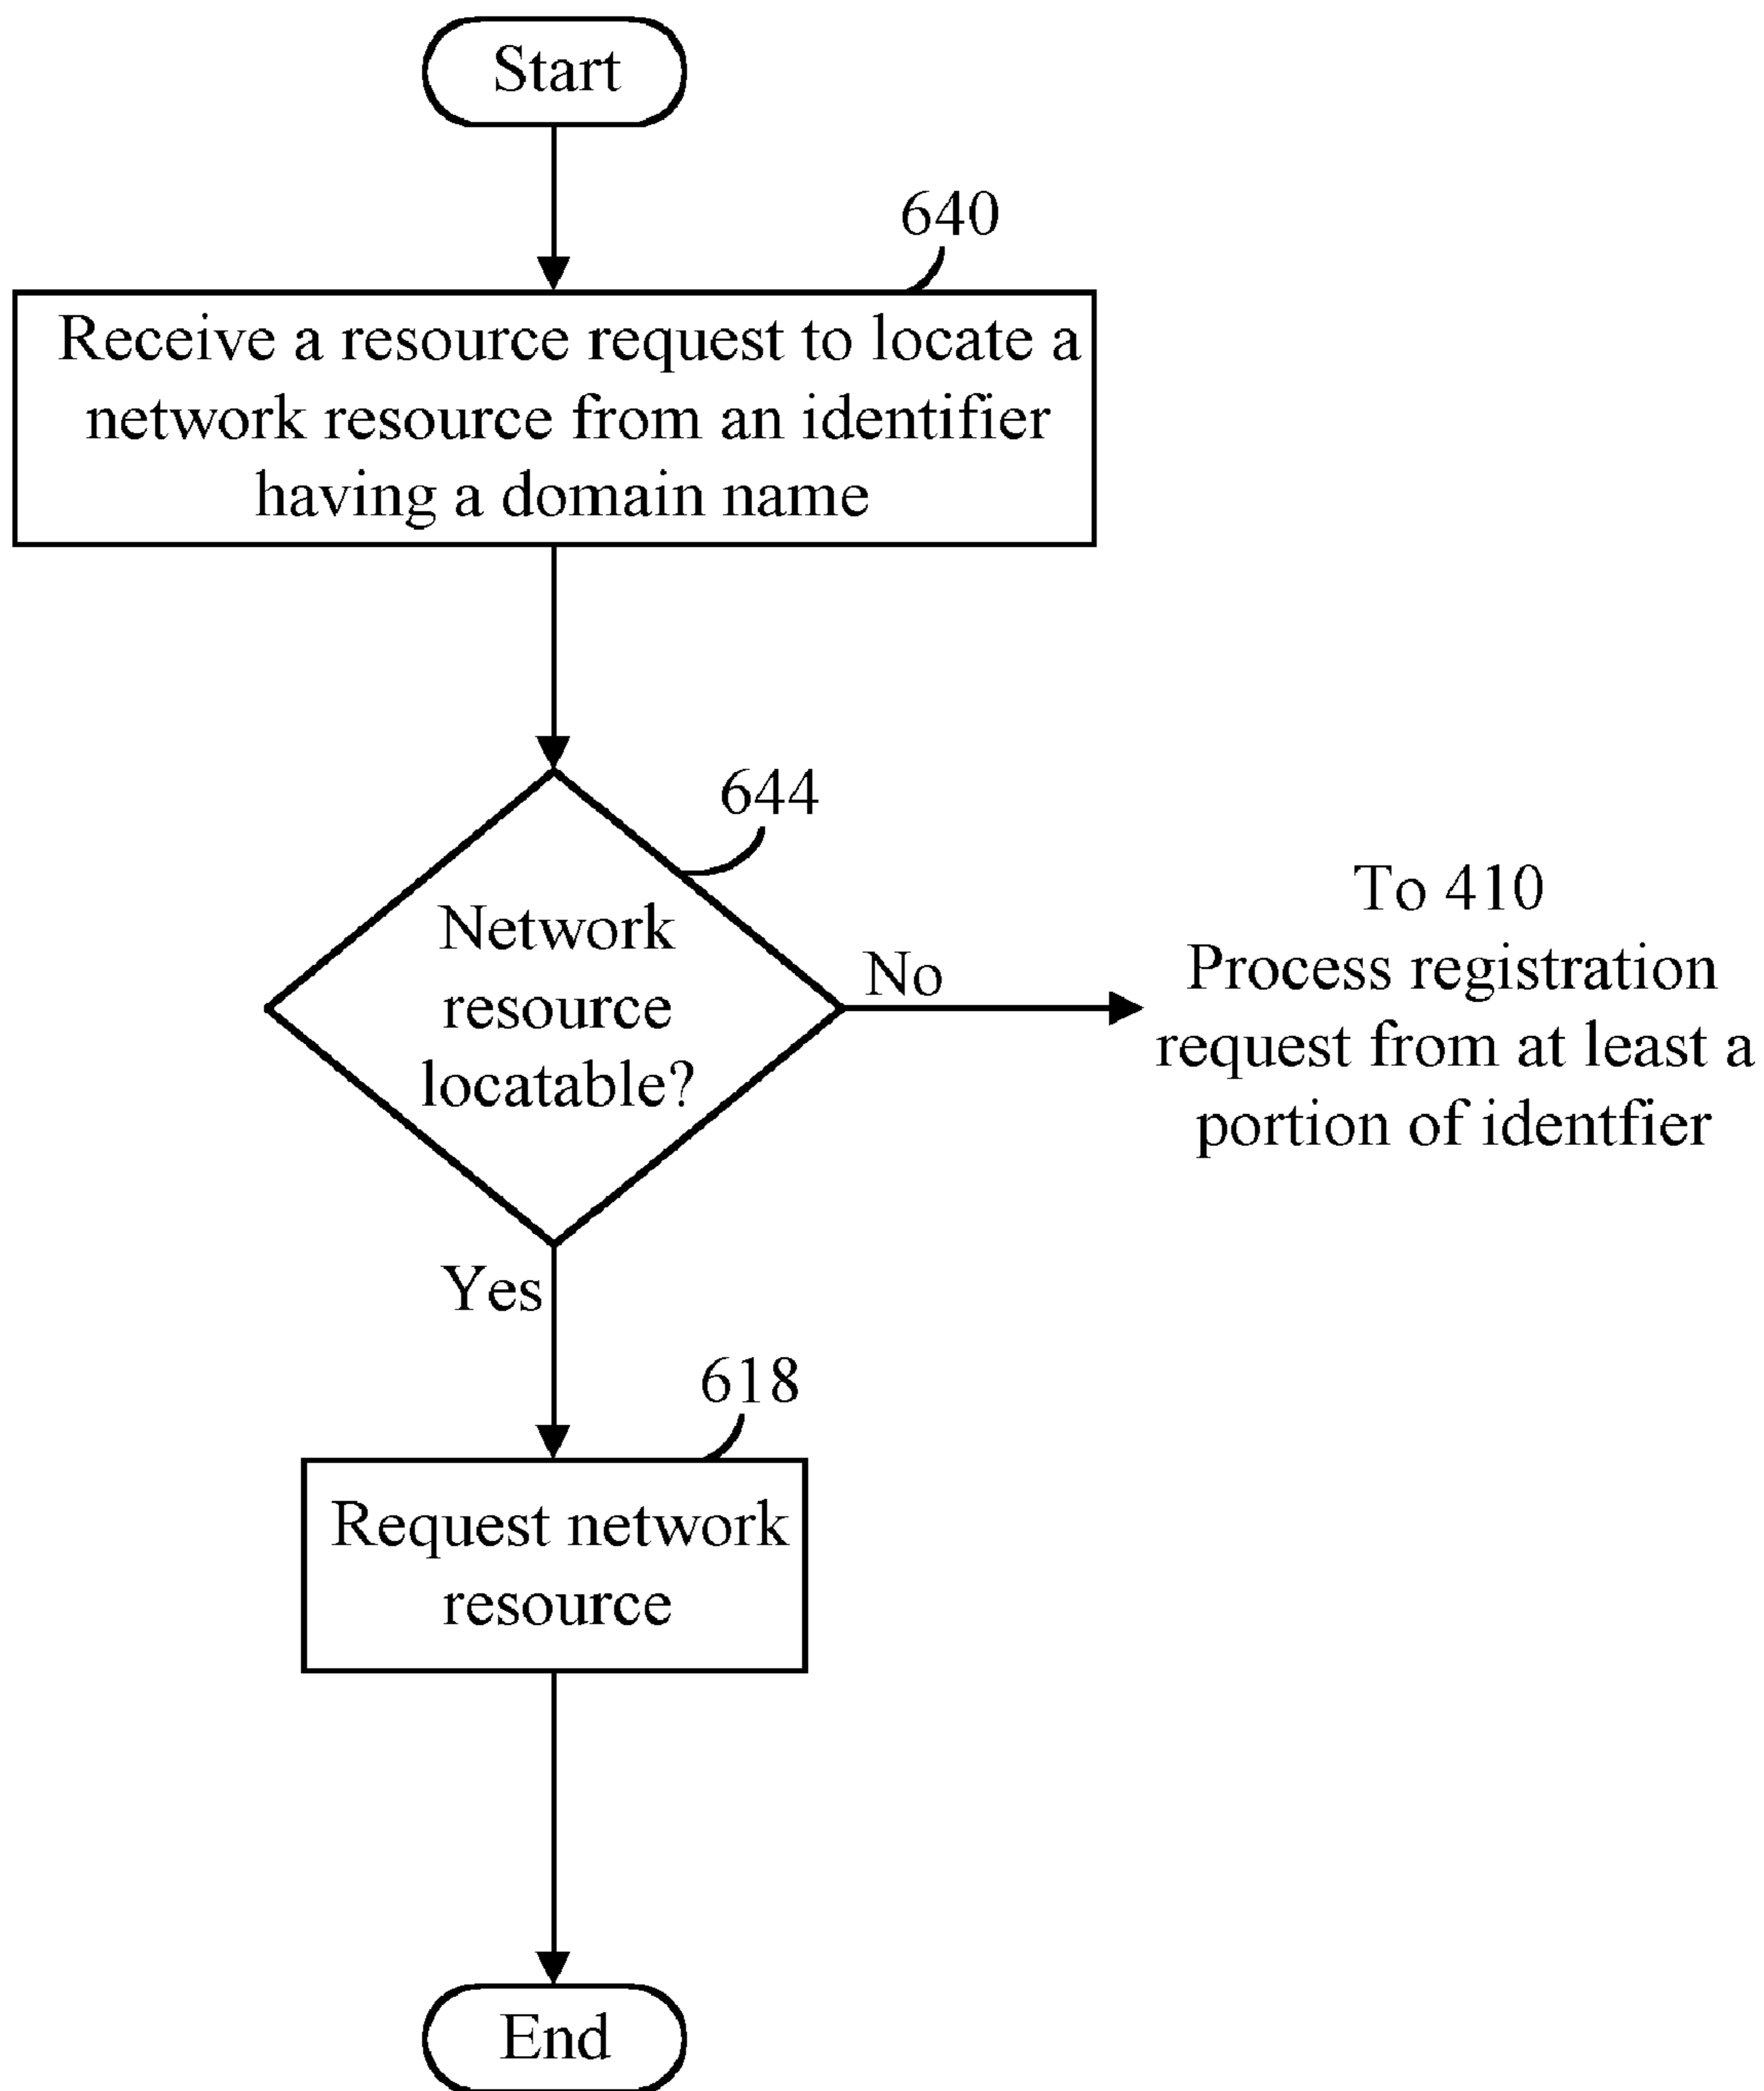 Start
640
Receive a resource request to locate a
network resource from an identifier
having a domain name
644
Network
resource
locatable?
No
To 410
Process registration
request from at least a
portion of identfier
Yes
618
Request network
resource
End